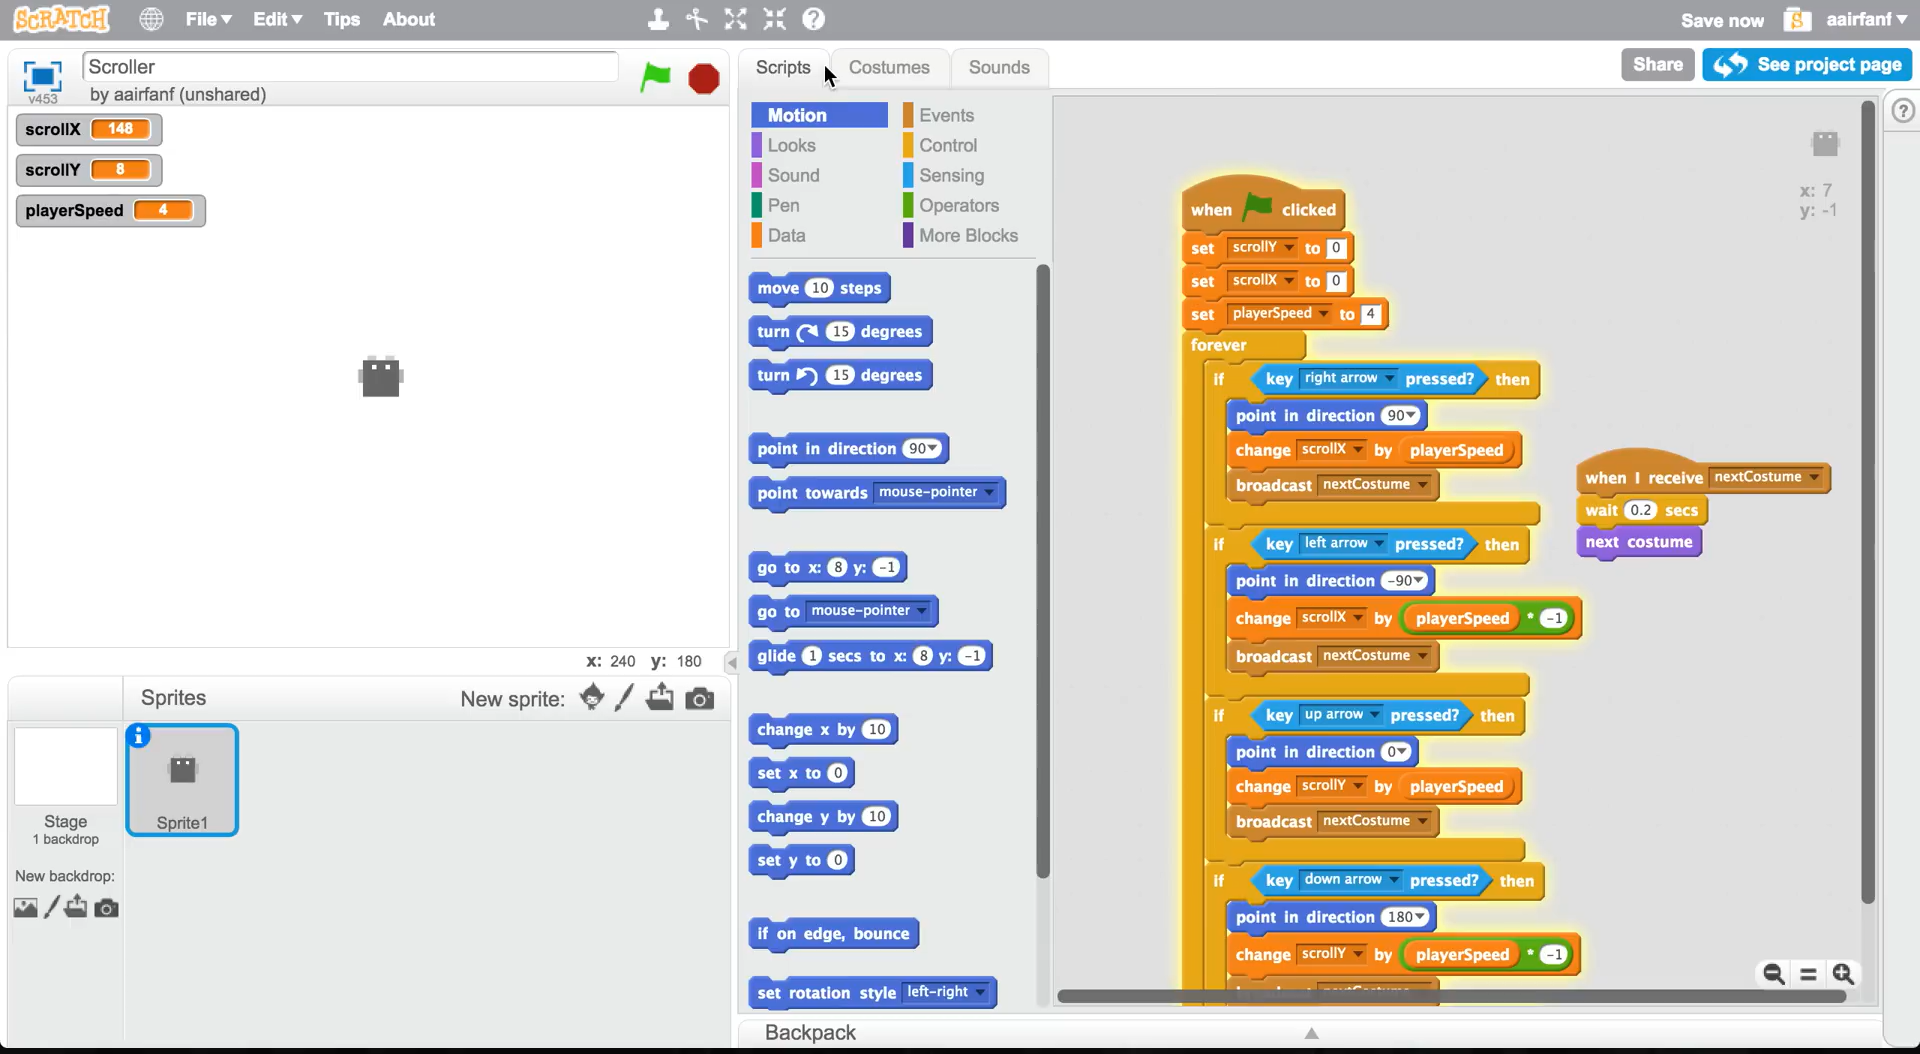 SCRATCH File▼ Edit▼ Tips About Save now S aairfanf▼
Scroller
by aairfanf (unshared)
v453
Scripts Costumes Sounds Share See project page
scrollX 148
scrollY 8
playerSpeed 4
x: 240 y: 180
Sprites New sprite:
Stage
1 backdrop
New backdrop:
Sprite1
Motion Events
Looks Control
Sound Sensing
Pen Operators
Data More Blocks
move 10 steps
turn 15 degrees
turn 15 degrees
point in direction 90▼
point towards mouse-pointer
go to x: 8 y: -1
go to mouse-pointer
glide 1 secs to x: 8 y: -1
change x by 10
set x to 0
change y by 10
set y to 0
if on edge, bounce
set rotation style left-right
x: 7
y: -1
when clicked
set scrollY to 0
set scrollX to 0
set playerSpeed to 4
forever
if key right arrow pressed? then
point in direction 90▼
change scrollX by playerSpeed
broadcast nextCostume
if key left arrow pressed? then
point in direction -90▼
change scrollX by playerSpeed * -1
broadcast nextCostume
if key up arrow pressed? then
point in direction 0▼
change scrollY by playerSpeed
broadcast nextCostume
if key down arrow pressed? then
point in direction 180▼
change scrollY by playerSpeed * -1
when I receive nextCostume
wait 0.2 secs
next costume
Backpack